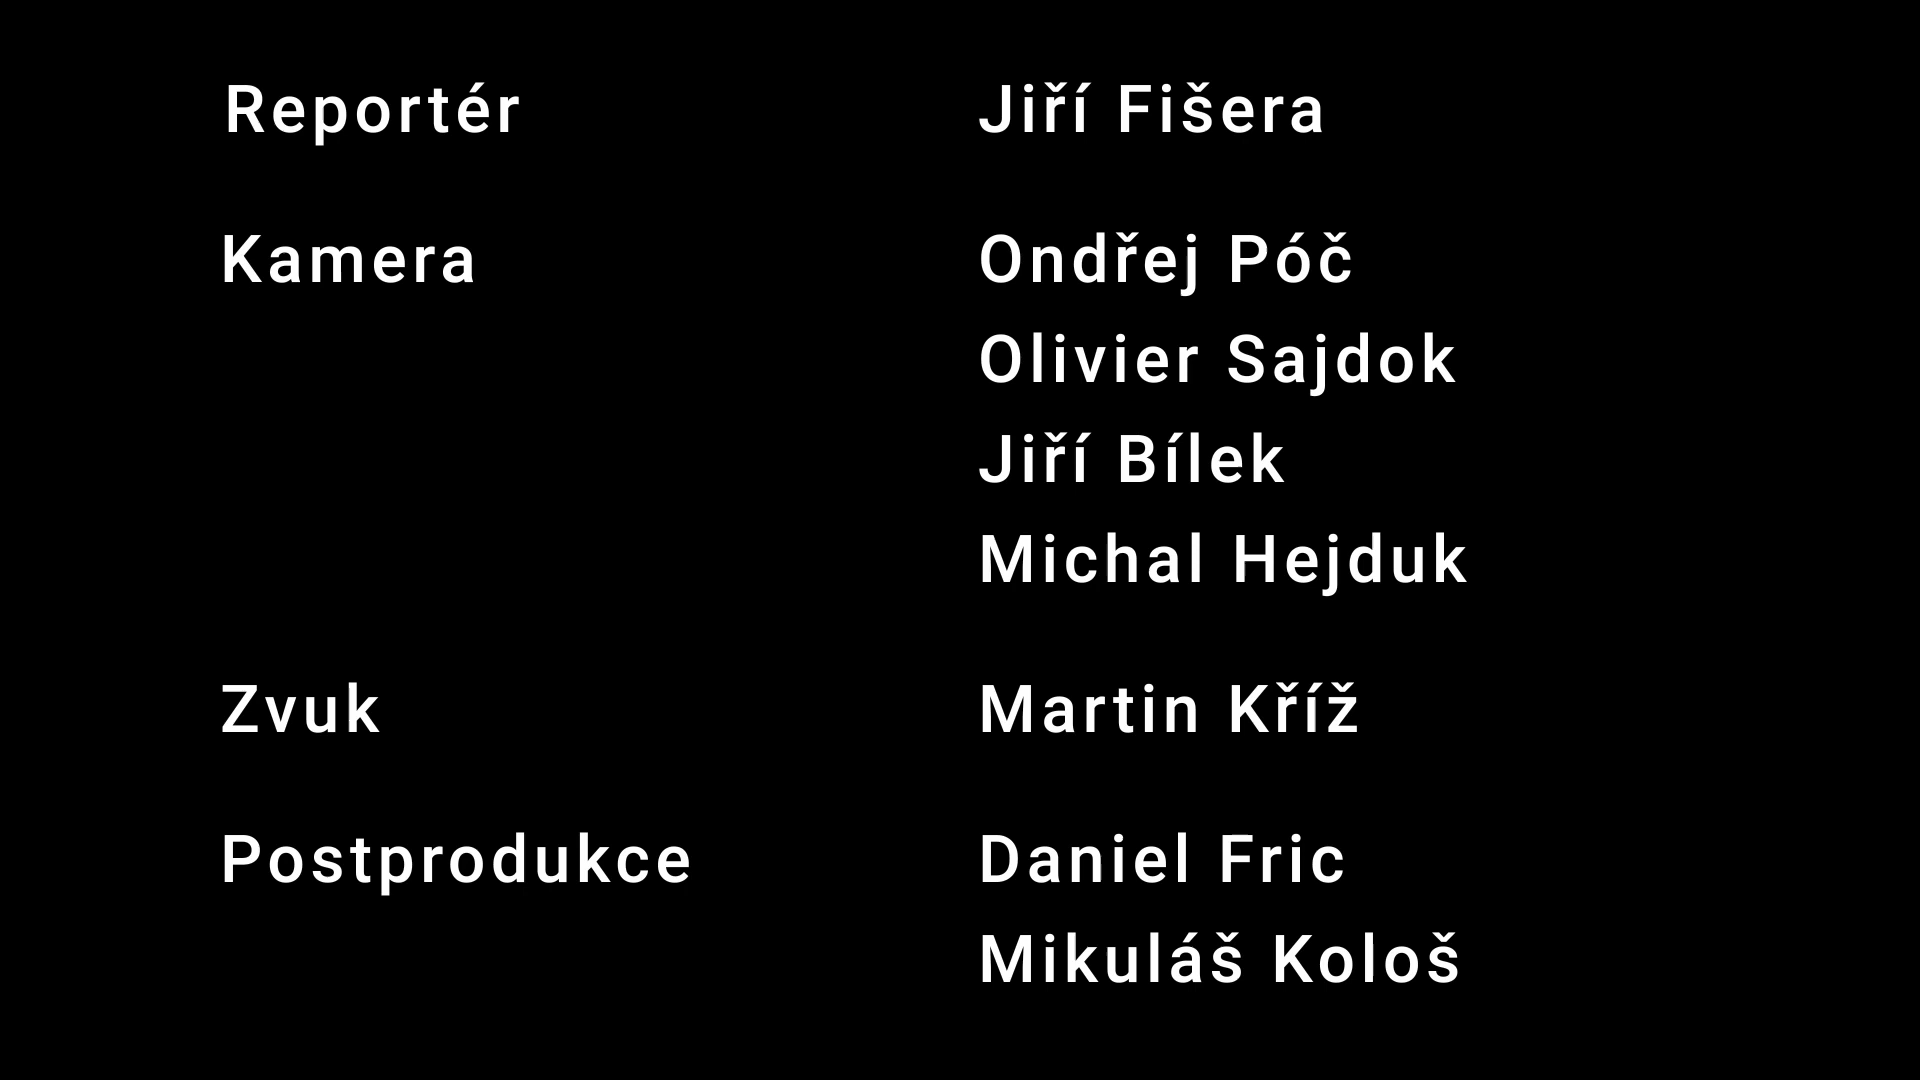 Reportér Jiří Fišera
Kamera Ondřej Póč
Olivier Sajdok
Jiří Bílek
Michal Hejduk
Zvuk Martin Kříž
Postprodukce Daniel Fric
Mikuláš Kološ